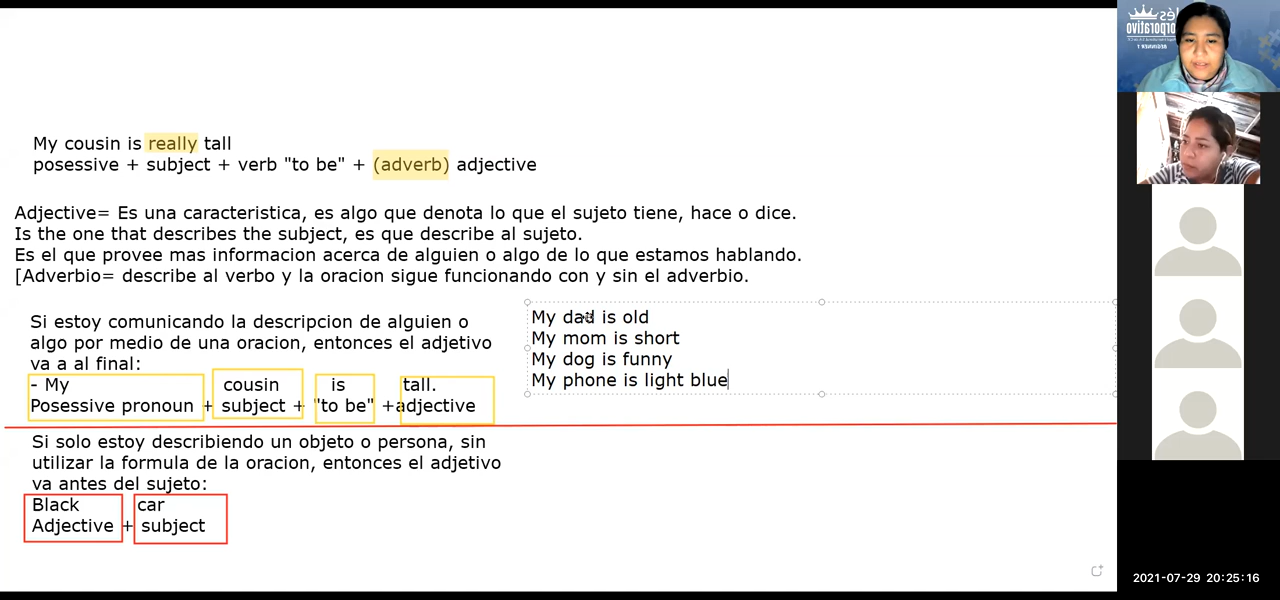 My cousin is really tall
posessive + subject + verb "to be" + (adverb) adjective
Adjective= Es una caracteristica, es algo que denota lo que el sujeto tiene, hace o dice.
Is the one that describes the subject, es que describe al sujeto.
Es el que provee mas informacion acerca de alguien o algo de lo que estamos hablando.
[Adverbio= describe al verbo y la oracion sigue funcionando con y sin el adverbio.
Si estoy comunicando la descripcion de alguien o
algo por medio de una oracion, entonces el adjetivo
va a al final:
- My cousin is tall.
Posessive pronoun + subject + "to be" +adjective
My dad is old
My mom is short
My dog is funny
My phone is light blue
Si solo estoy describiendo un objeto o persona, sin
utilizar la formula de la oracion, entonces el adjetivo
va antes del sujeto:
Black car
Adjective + subject
2021-07-29 20:25:16